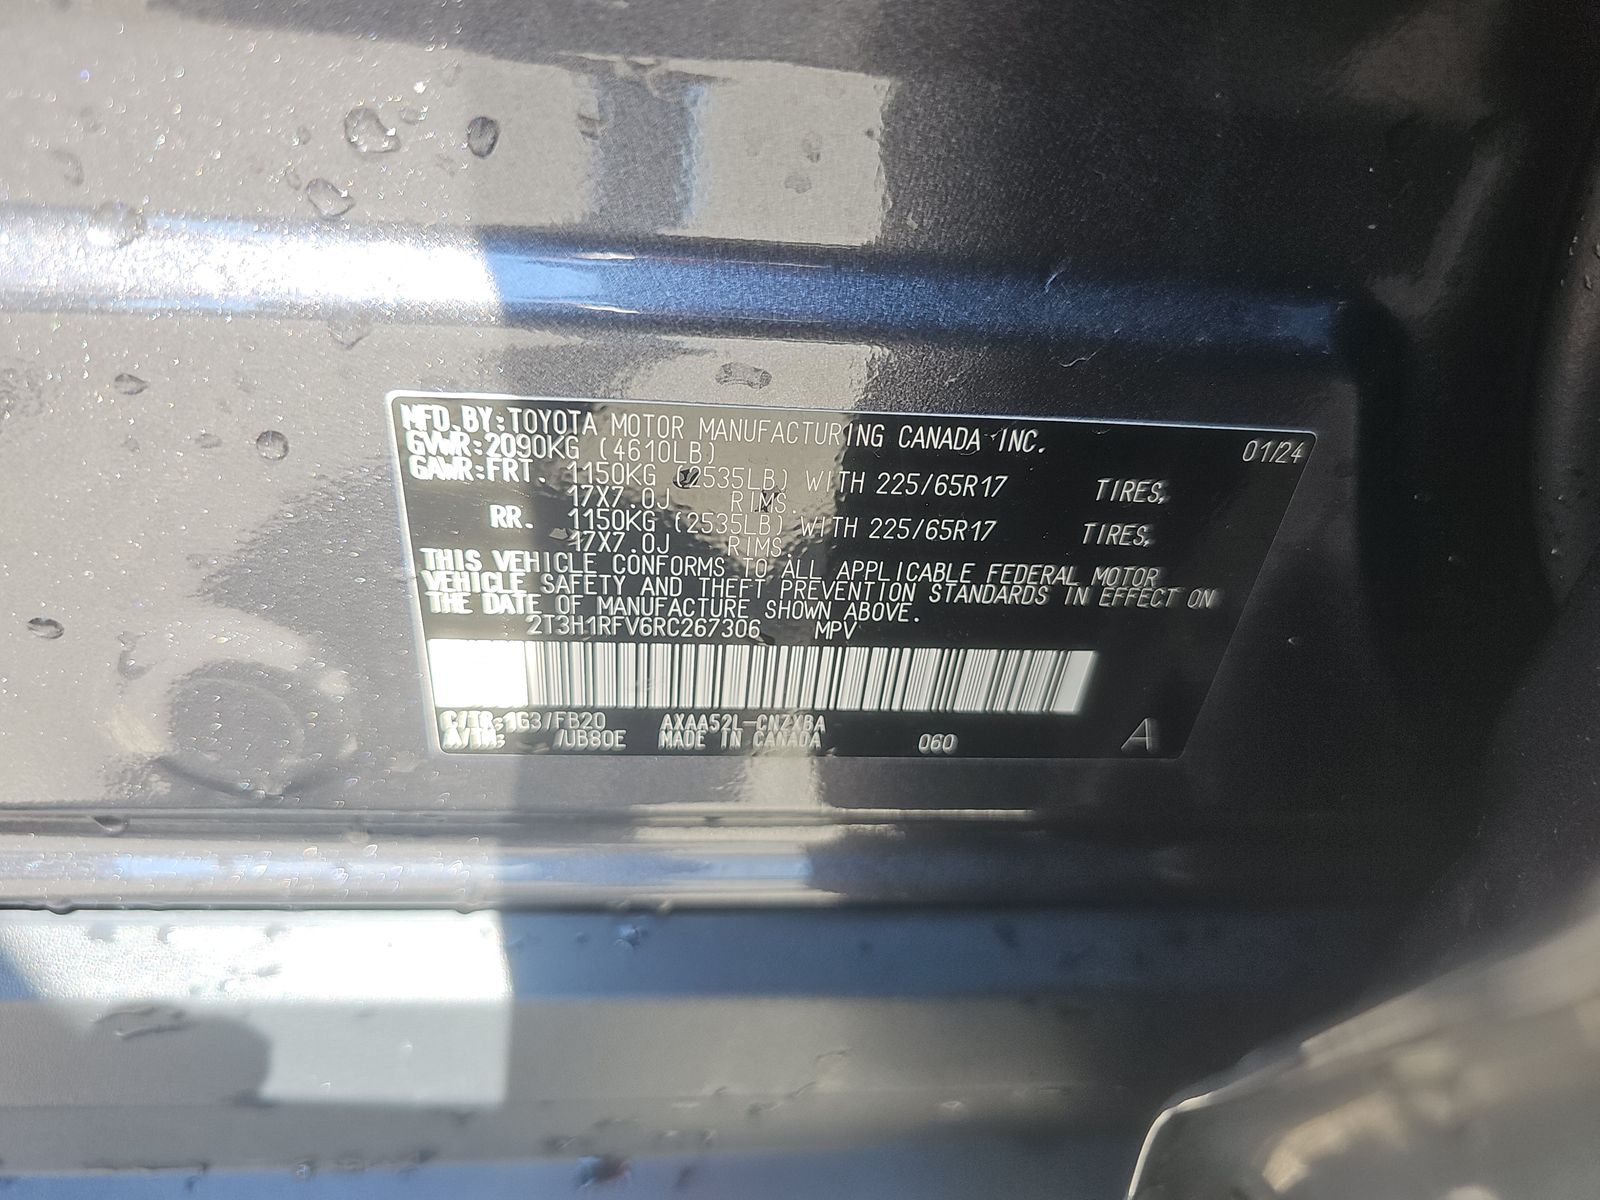 MFD.BY:TOYOTA MOTOR MANUFACTURING CANADA INC. 01/24
GVWR:2090KG (4610LB)
GAWR:FRT. 1150KG (2535LB) WITH 225/65R17 TIRES,
17X7.0J RIMS.
RR. 1150KG (2535LB) WITH 225/65R17 TIRES,
17X7.0J RIMS.
THIS VEHICLE CONFORMS TO ALL APPLICABLE FEDERAL MOTOR
VEHICLE SAFETY AND THEFT PREVENTION STANDARDS IN EFFECT ON
THE DATE OF MANUFACTURE SHOWN ABOVE.
2T3H1RFV6RC267306 MPV
C/TR:1G3/FB20 AXAA52L-CNZXBA
A/TM: /UB80E MADE IN CANADA 060 A